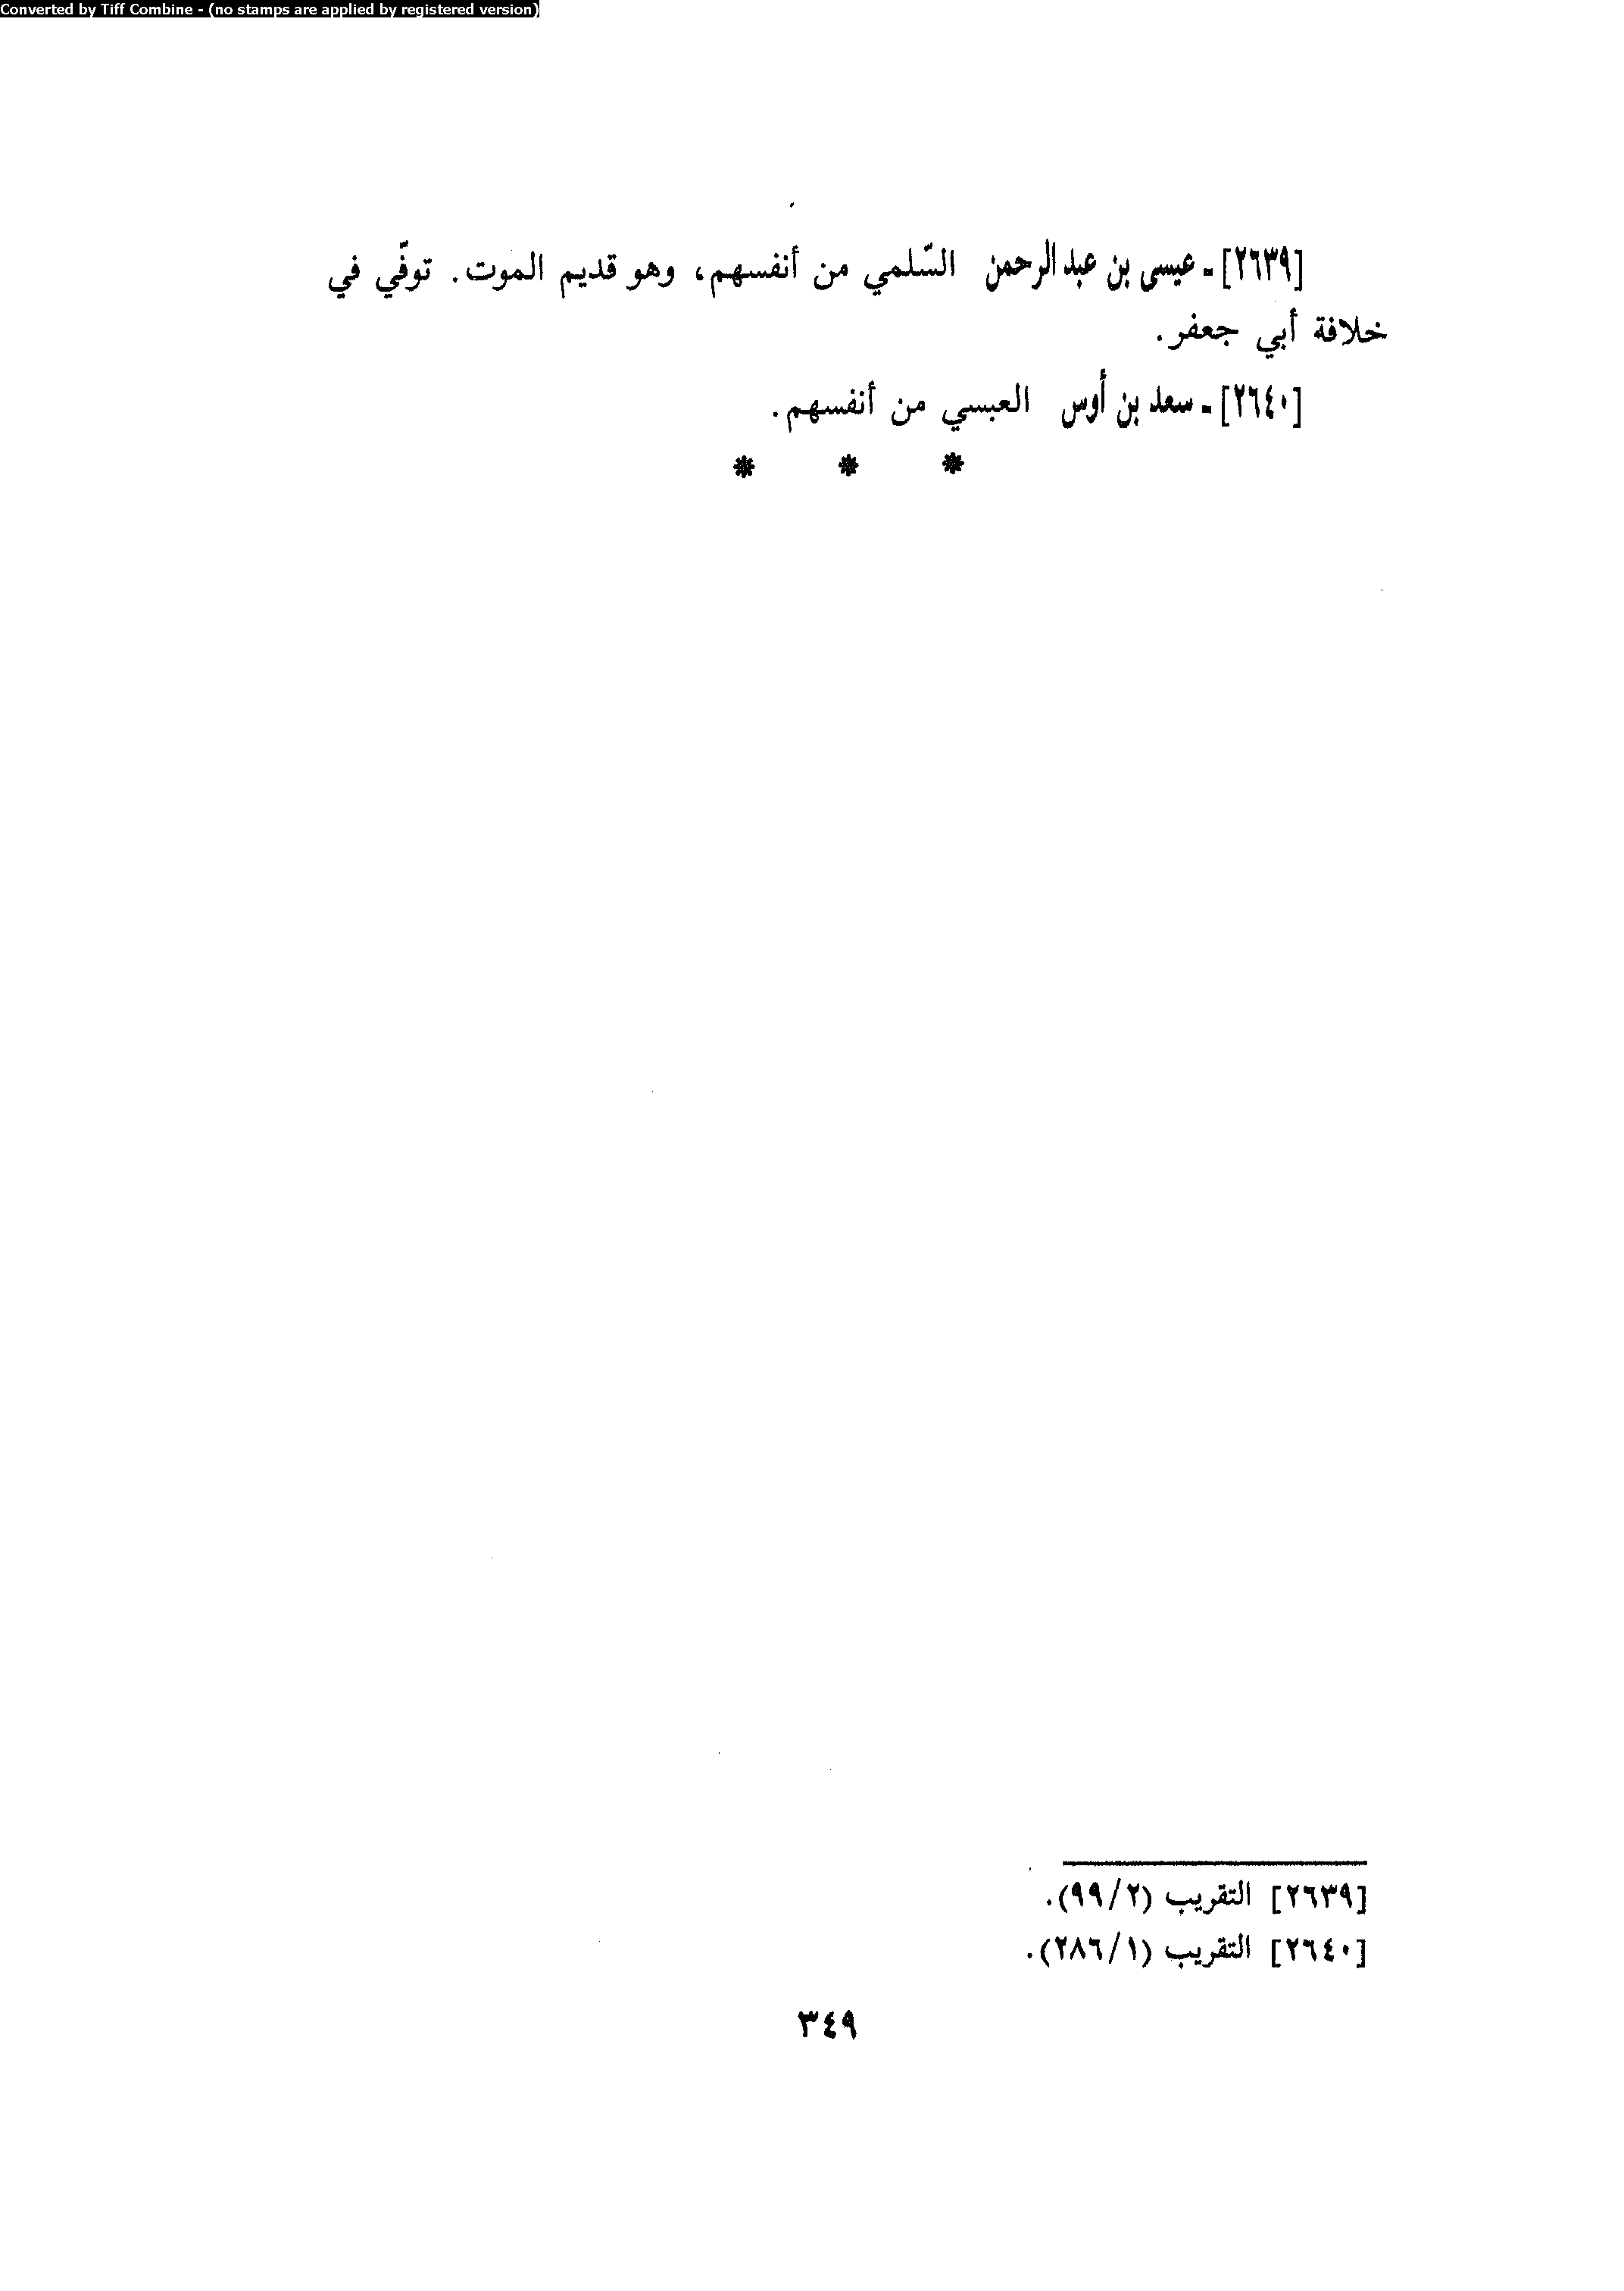 Converted by Tiff Combine - (no stamps are applied by registered version)
[٢٦٣٩] - عيسى بن عبد الرحمن السّلمي من أنفسهم، وهو قديم الموت. توفّي في
خلافة أبي جعفر.
[٢٦٤٠] - سعد بن أوس العبسي من أنفسهم.
* * *
[٢٦٣٩] التقريب (٩٩/٢).
[٢٦٤٠] التقريب (٢٨٦/١).
٣٤٩